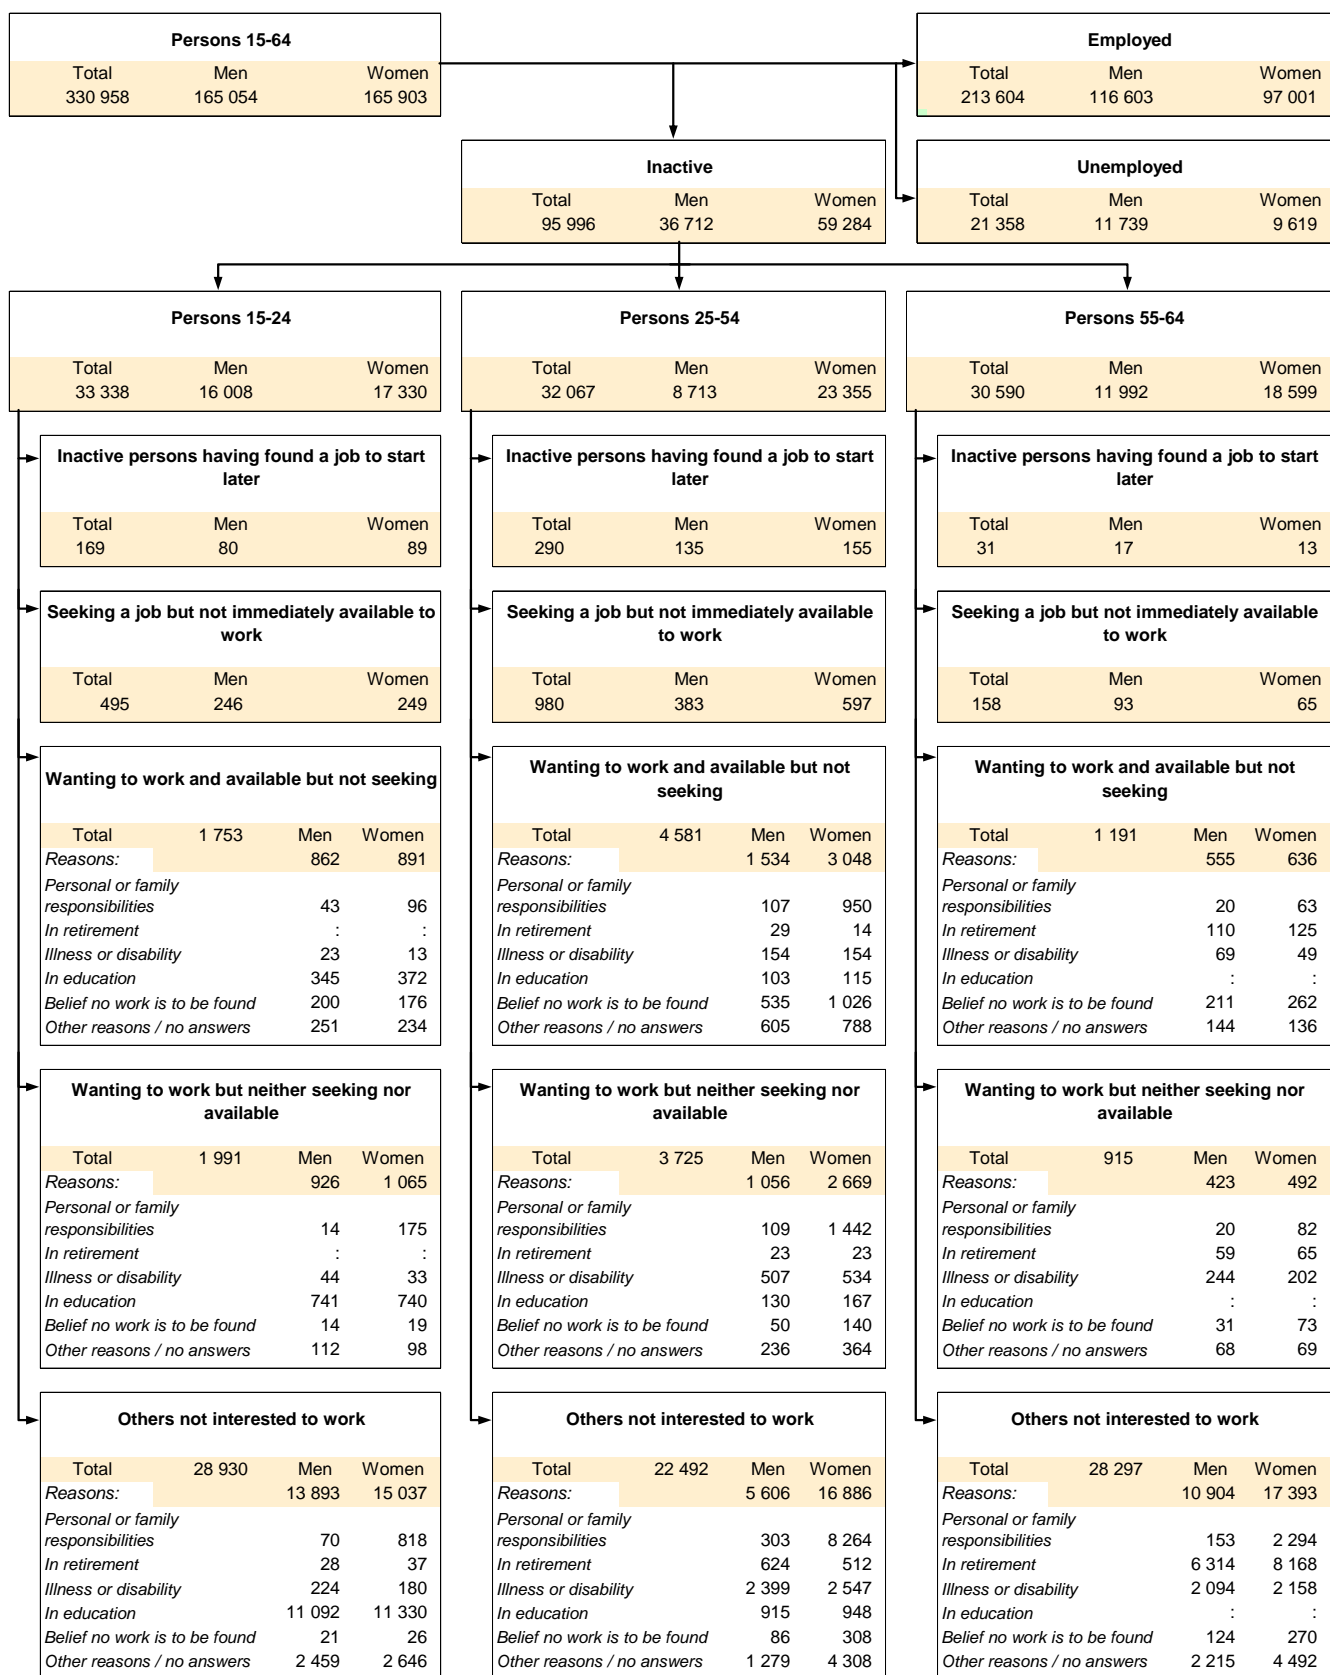 Persons 15-64
Total Men Women
330 958 165 054 165 903
Employed
Total Men Women
213 604 116 603 97 001
Inactive
Total Men Women
95 996 36 712 59 284
Unemployed
Total Men Women
21 358 11 739 9 619
Persons 15-24
Total Men Women
33 338 16 008 17 330
Inactive persons having found a job to start
later
Total Men Women
169 80 89
Seeking a job but not immediately available to
work
Total Men Women
495 246 249
Wanting to work and available but not seeking
Total 1 753 Men Women
Reasons: 862 891
Personal or family
responsibilities 43 96
In retirement : :
Illness or disability 23 13
In education 345 372
Belief no work is to be found 200 176
Other reasons / no answers 251 234
Wanting to work but neither seeking nor
available
Total 1 991 Men Women
Reasons: 926 1 065
Personal or family
responsibilities 14 175
In retirement : :
Illness or disability 44 33
In education 741 740
Belief no work is to be found 14 19
Other reasons / no answers 112 98
Others not interested to work
Total 28 930 Men Women
Reasons: 13 893 15 037
Personal or family
responsibilities 70 818
In retirement 28 37
Illness or disability 224 180
In education 11 092 11 330
Belief no work is to be found 21 26
Other reasons / no answers 2 459 2 646
Persons 25-54
Total Men Women
32 067 8 713 23 355
Inactive persons having found a job to start
later
Total Men Women
290 135 155
Seeking a job but not immediately available
to work
Total Men Women
980 383 597
Wanting to work and available but not
seeking
Total 4 581 Men Women
Reasons: 1 534 3 048
Personal or family
responsibilities 107 950
In retirement 29 14
Illness or disability 154 154
In education 103 115
Belief no work is to be found 535 1 026
Other reasons / no answers 605 788
Wanting to work but neither seeking nor
available
Total 3 725 Men Women
Reasons: 1 056 2 669
Personal or family
responsibilities 109 1 442
In retirement 23 23
Illness or disability 507 534
In education 130 167
Belief no work is to be found 50 140
Other reasons / no answers 236 364
Others not interested to work
Total 22 492 Men Women
Reasons: 5 606 16 886
Personal or family
responsibilities 303 8 264
In retirement 624 512
Illness or disability 2 399 2 547
In education 915 948
Belief no work is to be found 86 308
Other reasons / no answers 1 279 4 308
Persons 55-64
Total Men Women
30 590 11 992 18 599
Inactive persons having found a job to start
later
Total Men Women
31 17 13
Seeking a job but not immediately available
to work
Total Men Women
158 93 65
Wanting to work and available but not
seeking
Total 1 191 Men Women
Reasons: 555 636
Personal or family
responsibilities 20 63
In retirement 110 125
Illness or disability 69 49
In education : :
Belief no work is to be found 211 262
Other reasons / no answers 144 136
Wanting to work but neither seeking nor
available
Total 915 Men Women
Reasons: 423 492
Personal or family
responsibilities 20 82
In retirement 59 65
Illness or disability 244 202
In education : :
Belief no work is to be found 31 73
Other reasons / no answers 68 69
Others not interested to work
Total 28 297 Men Women
Reasons: 10 904 17 393
Personal or family
responsibilities 153 2 294
In retirement 6 314 8 168
Illness or disability 2 094 2 158
In education : :
Belief no work is to be found 124 270
Other reasons / no answers 2 215 4 492